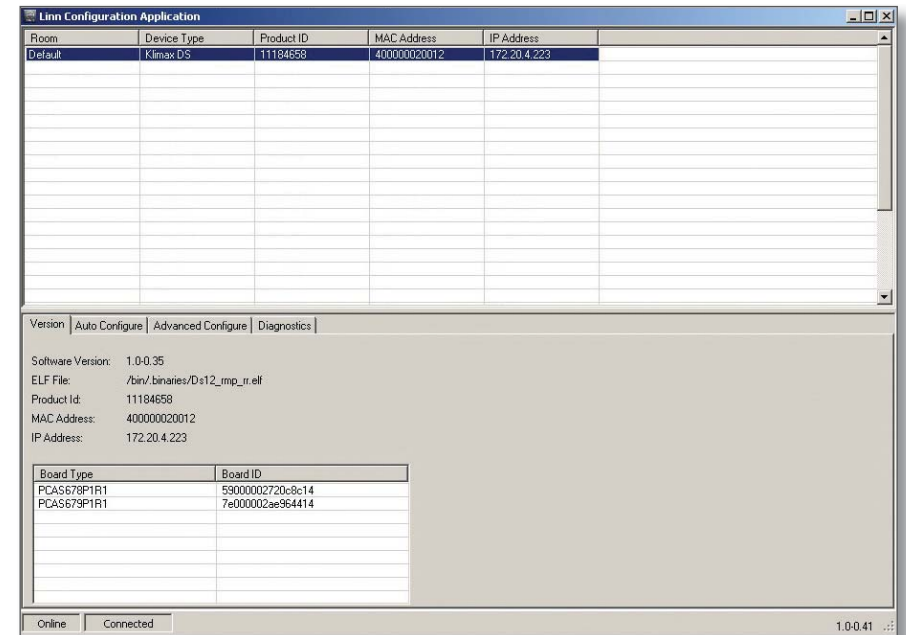 Linn Configuration Application
Room Device Type Product ID MAC Address IP Address
Default Klimax DS 11184658 400000020012 172.20.4.223
Version Auto Configure Advanced Configure Diagnostics
Software Version: 1.0-0.35
ELF File: /bin/.binaries/Ds12_rmp_rr.elf
Product Id: 11184658
MAC Address: 400000020012
IP Address: 172.20.4.223
Board Type Board ID
PCAS678P1R1 59000002720c8c14
PCAS679P1R1 7e000002ae964414
Online Connected 1.0-0.41